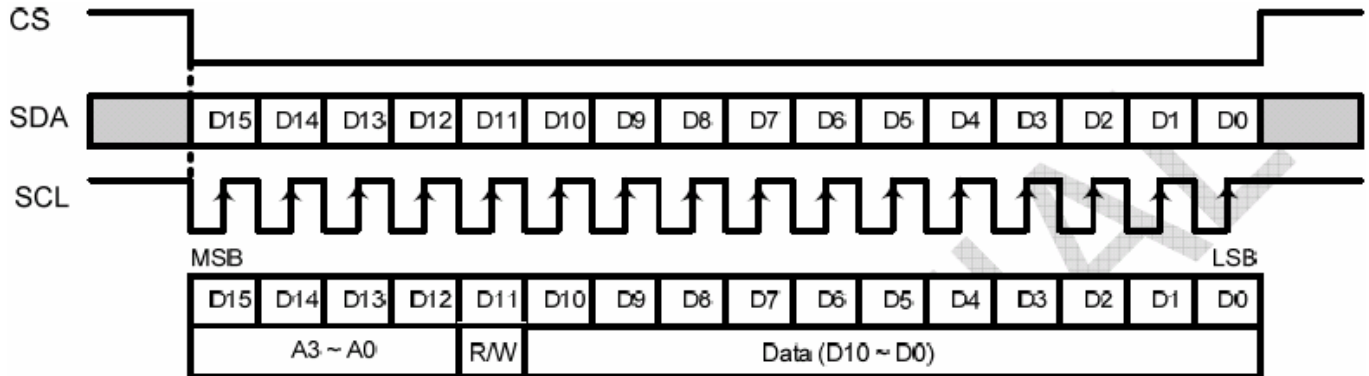 CS
SDA D15 D14 D13 D12 D11 D10 D9 D8 D7 D6 D5 D4 D3 D2 D1 D0
SCL
MSB LSB
D15 D14 D13 D12 D11 D10 D9 D8 D7 D6 D5 D4 D3 D2 D1 D0
A3 ~ A0 R/W Data (D10 ~ D0)